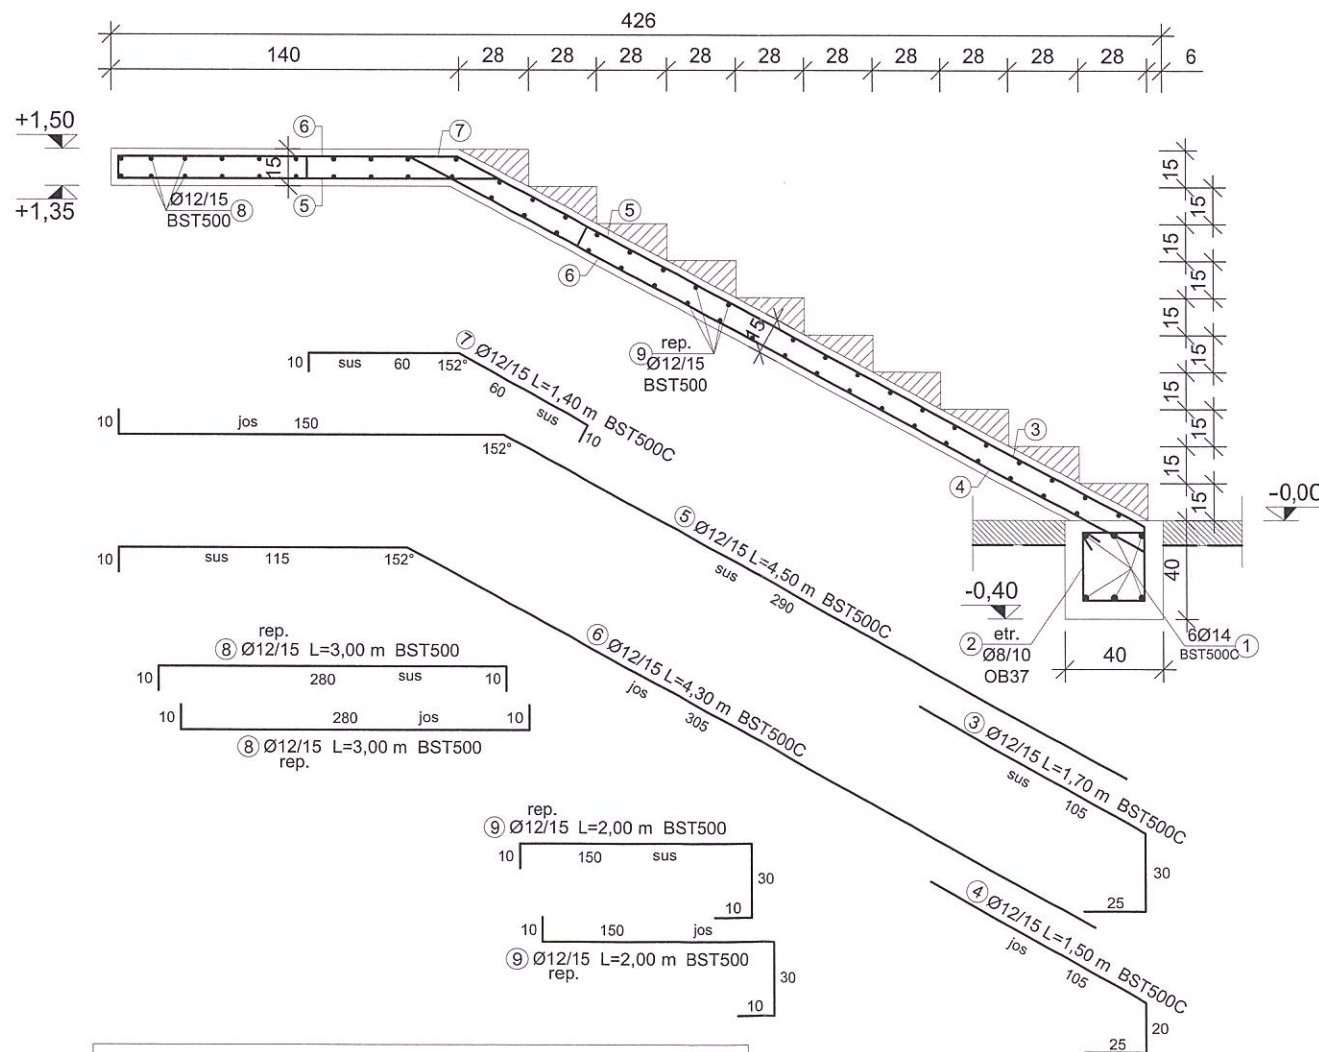 426
140 28 28 28 28 28 28 28 28 28 28 6
+1,50
+1,35
6
7
15
Ø12/15 8
BST500
5
5
6
15
9 rep.
Ø12/15
BST500
3
4
15
15
15
15
15
15
15
15
15
15
-0,00
40
-0,40
2 etr.
Ø8/10
OB37
40
6Ø14 1
BST500C
7 Ø12/15 L=1,40 m BST500C
10 sus 60 152°
60 sus 10
10 jos 150 152°
5 Ø12/15 L=4,50 m BST500C
sus 290
10 sus 115 152°
6 Ø12/15 L=4,30 m BST500C
jos 305
rep.
8 Ø12/15 L=3,00 m BST500
10 280 sus 10
10 280 jos 10
8 Ø12/15 L=3,00 m BST500
rep.
3 Ø12/15 L=1,70 m BST500C
sus 105
30
25
rep.
9 Ø12/15 L=2,00 m BST500
10 150 sus
30
10
10 150 jos
9 Ø12/15 L=2,00 m BST500
rep.
30
10
4 Ø12/15 L=1,50 m BST500C
jos 105
20
25